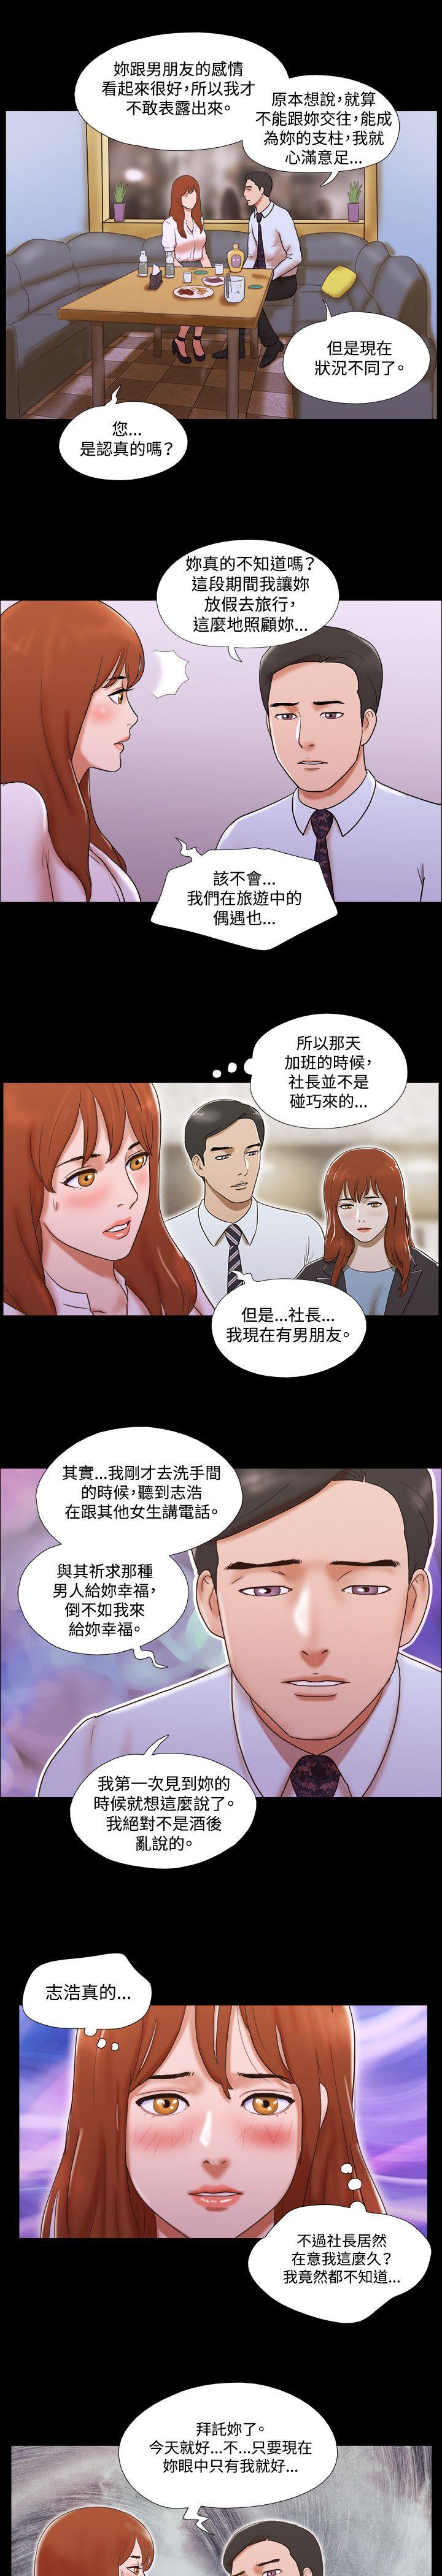 妳跟男朋友的感情
看起來很好，所以我才
不敢表露出來。
原本想說，就算
不能跟妳交往，能成
為妳的支柱，我就
心滿意足...
但是現在
狀況不同了。
您...
是認真的嗎？
妳真的不知道嗎？
這段期間我讓妳
放假去旅行，
這麼地照顧妳...
該不會...
我們在旅遊中的
偶遇也...
所以那天
加班的時候，
社長並不是
碰巧來的...
但是...社長...
我現在有男朋友。
其實...我剛才去洗手間
的時候，聽到志浩
在跟其他女生講電話。
與其祈求那種
男人給妳幸福，
倒不如我來
給妳幸福。
我第一次見到妳的
時候就想這麼說了。
我絕對不是酒後
亂說的。
志浩真的...
不過社長居然
在意我這麼久？
我竟然都不知道...
拜託妳了。
今天就好...不...只要現在
妳眼中只有我就好...